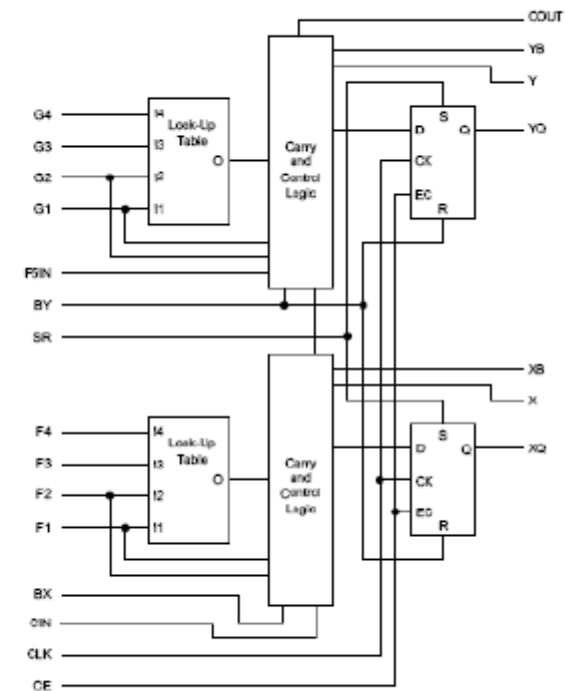 COUT
YB
Y
G4
I4
Look-Up
Table
G3
I3
G2
I2
O
G1
I1
Carry
and
Control
Logic
S
D
Q
YQ
CK
EC
R
F5IN
BY
SR
XB
X
F4
I4
Look-Up
Table
F3
I3
F2
I2
O
F1
I1
Carry
and
Control
Logic
S
D
Q
XQ
CK
EC
R
BX
CIN
CLK
CE